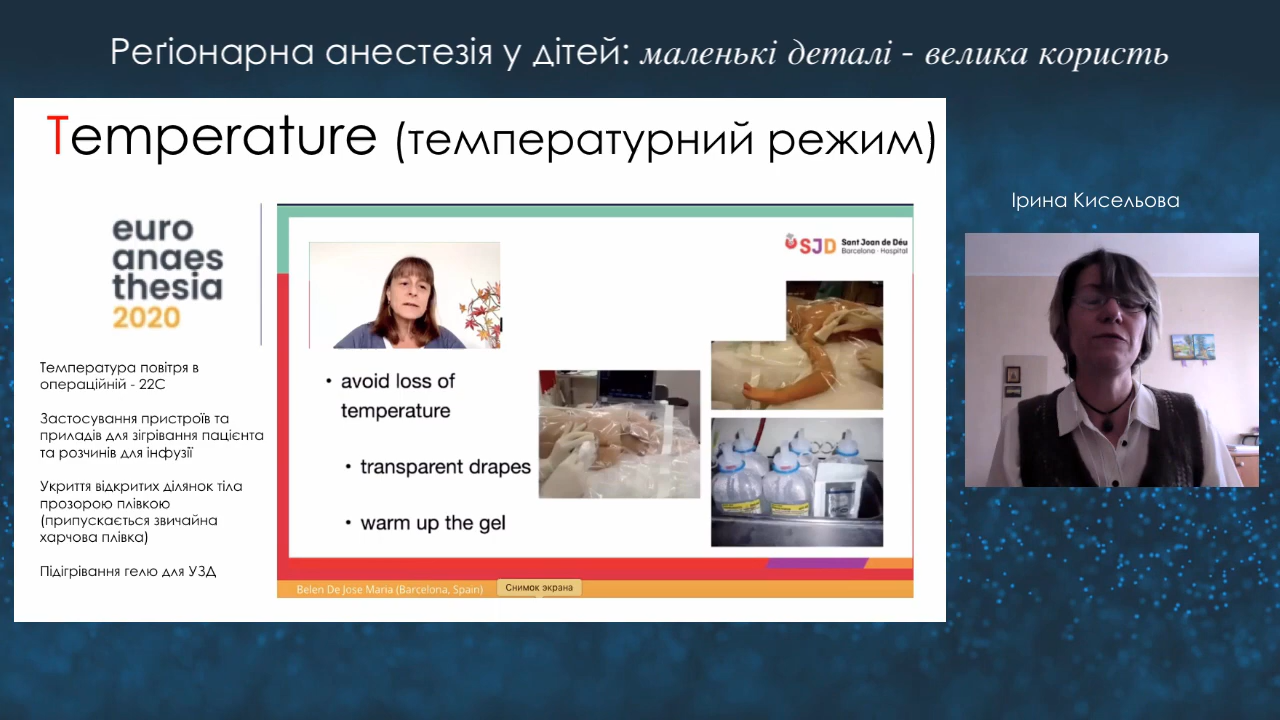 Реґіонарна анестезія у дітей: маленькі деталі - велика користь
Temperature (температурний режим)
Ірина Кисельова
euro
anaes
thesia
2020
SJD Sant Joan de Déu
Barcelona · Hospital
Температура повітря в
операційній - 22С
Застосування пристроїв та
приладів для зігрівання пацієнта
та розчинів для інфузії
Укриття відкритих ділянок тіла
прозорою плівкою
(припускається звичайна
харчова плівка)
Підігрівання гелю для УЗД
• avoid loss of
temperature
• transparent drapes
• warm up the gel
Belen De Jose Maria (Barcelona, Spain)
Снимок экрана